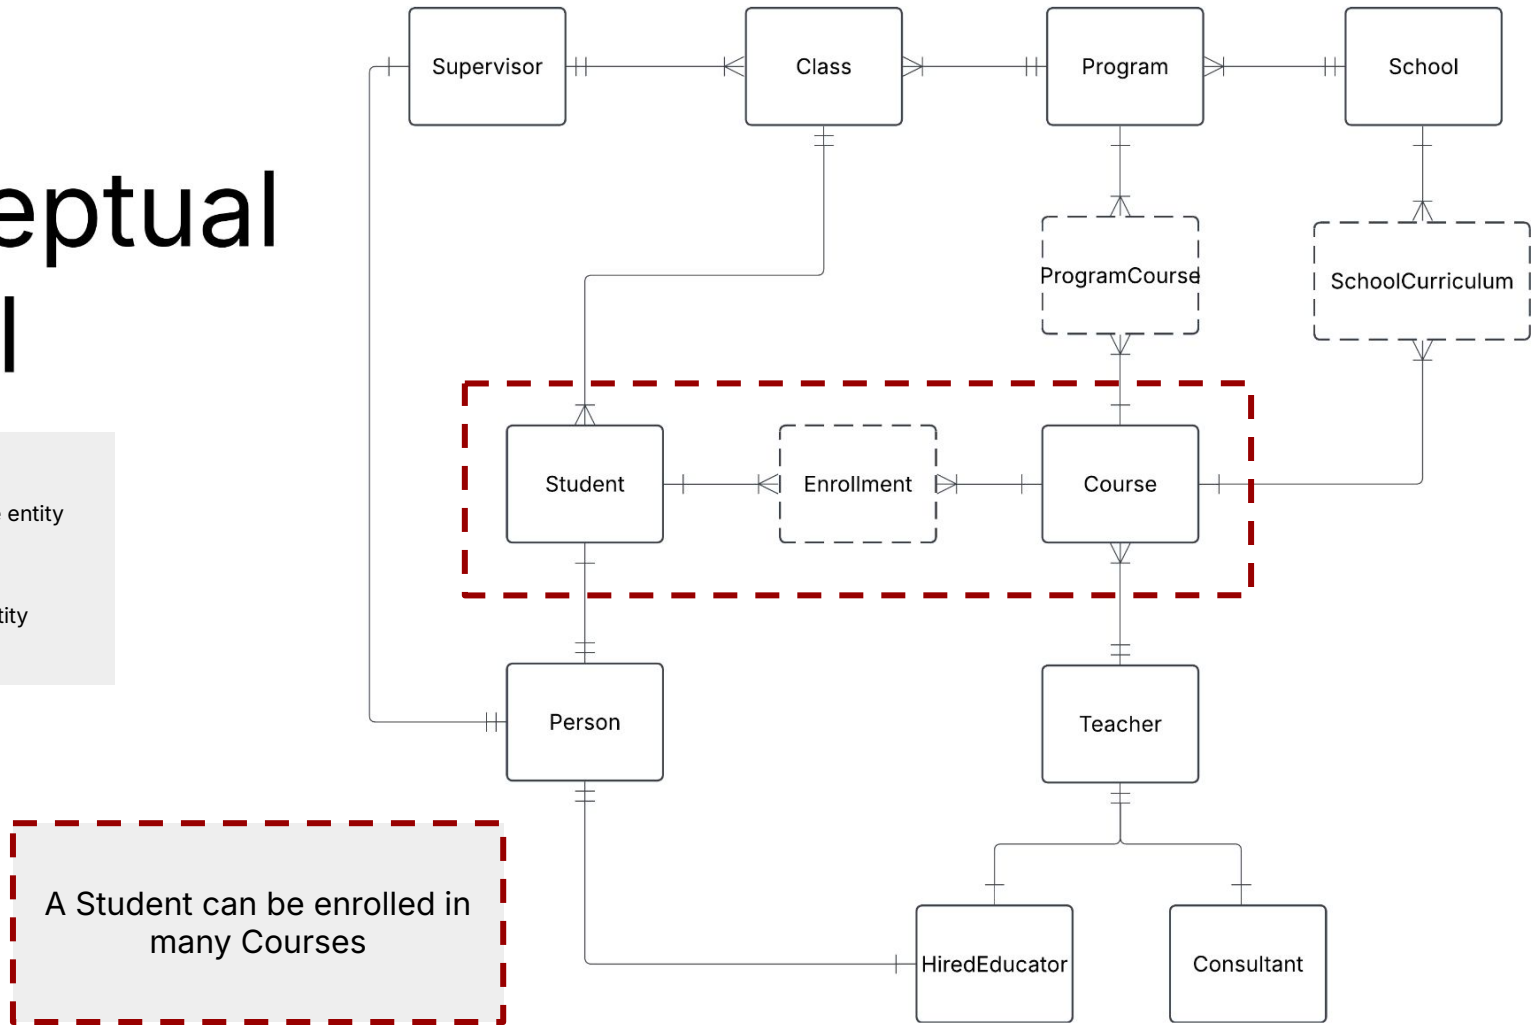 Supervisor
Class
Program
School
eptual
l
ProgramCourse
SchoolCurriculum
Student
Enrollment
Course
entity
tity
Person
Teacher
A Student can be enrolled in
many Courses
HiredEducator
Consultant